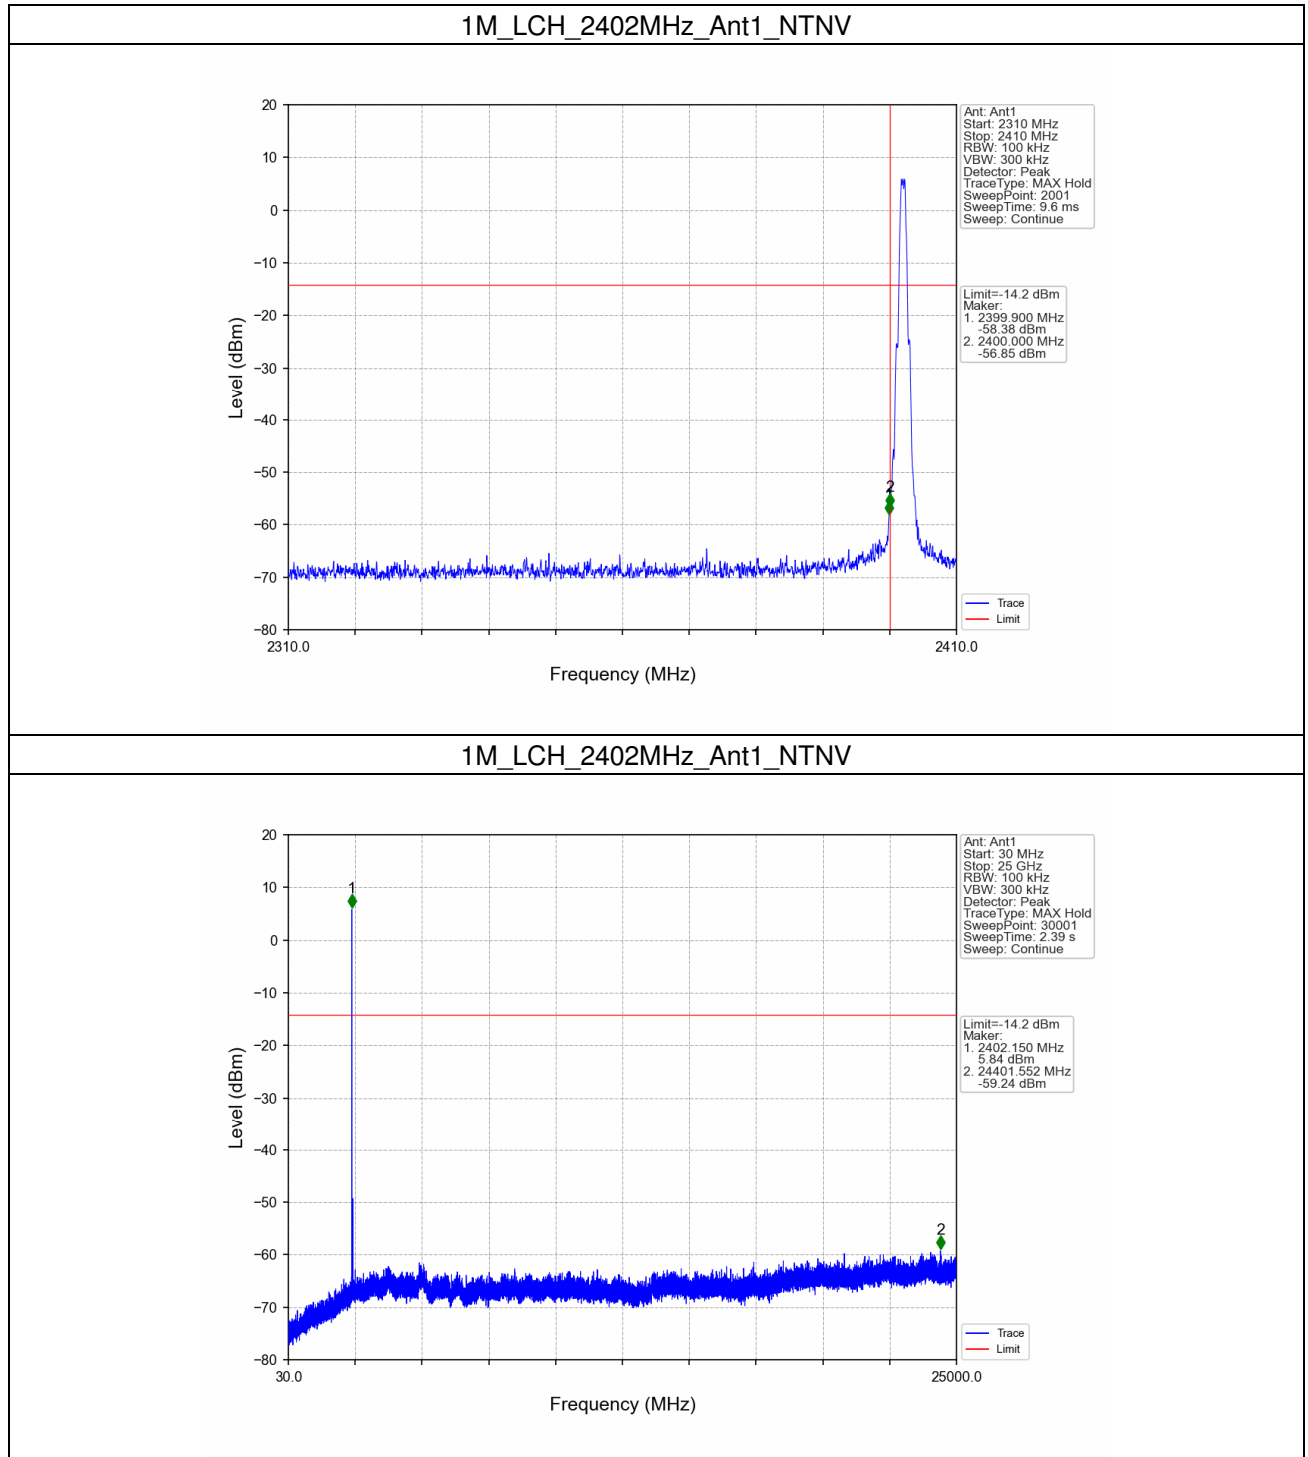 1M_LCH_2402MHz_Ant1_NTNV
20
10
0
−10
−20
−30
−40
−50
−60
−70
−80
Level (dBm)
2310.0
2410.0
Frequency (MHz)
2
Ant: Ant1
Start: 2310 MHz
Stop: 2410 MHz
RBW: 100 kHz
VBW: 300 kHz
Detector: Peak
TraceType: MAX Hold
SweepPoint: 2001
SweepTime: 9.6 ms
Sweep: Continue
Limit=-14.2 dBm
Maker:
1. 2399.900 MHz
-58.38 dBm
2. 2400.000 MHz
-56.85 dBm
Trace
Limit
1M_LCH_2402MHz_Ant1_NTNV
20
10
0
−10
−20
−30
−40
−50
−60
−70
−80
Level (dBm)
30.0
25000.0
Frequency (MHz)
1
2
Ant: Ant1
Start: 30 MHz
Stop: 25 GHz
RBW: 100 kHz
VBW: 300 kHz
Detector: Peak
TraceType: MAX Hold
SweepPoint: 30001
SweepTime: 2.39 s
Sweep: Continue
Limit=-14.2 dBm
Maker:
1. 2402.150 MHz
5.84 dBm
2. 24401.552 MHz
-59.24 dBm
Trace
Limit